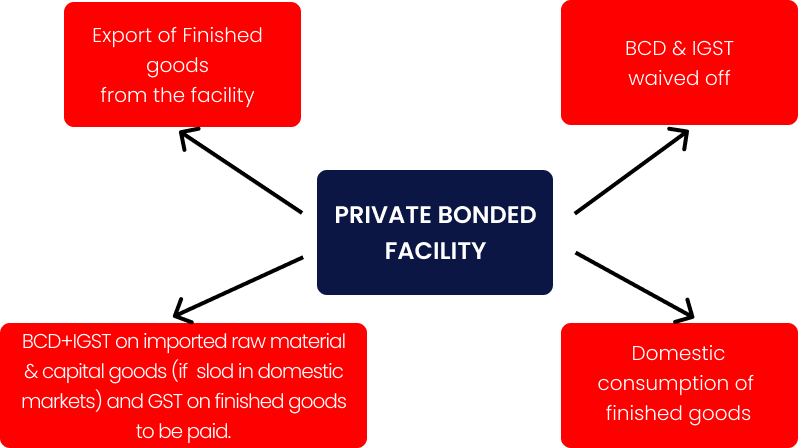 Export of Finished
goods
from the facility
BCD & IGST
waived off
PRIVATE BONDED
FACILITY
BCD+IGST on imported raw material
& capital goods (if slod in domestic
markets) and GST on finished goods
to be paid.
Domestic
consumption of
finished goods